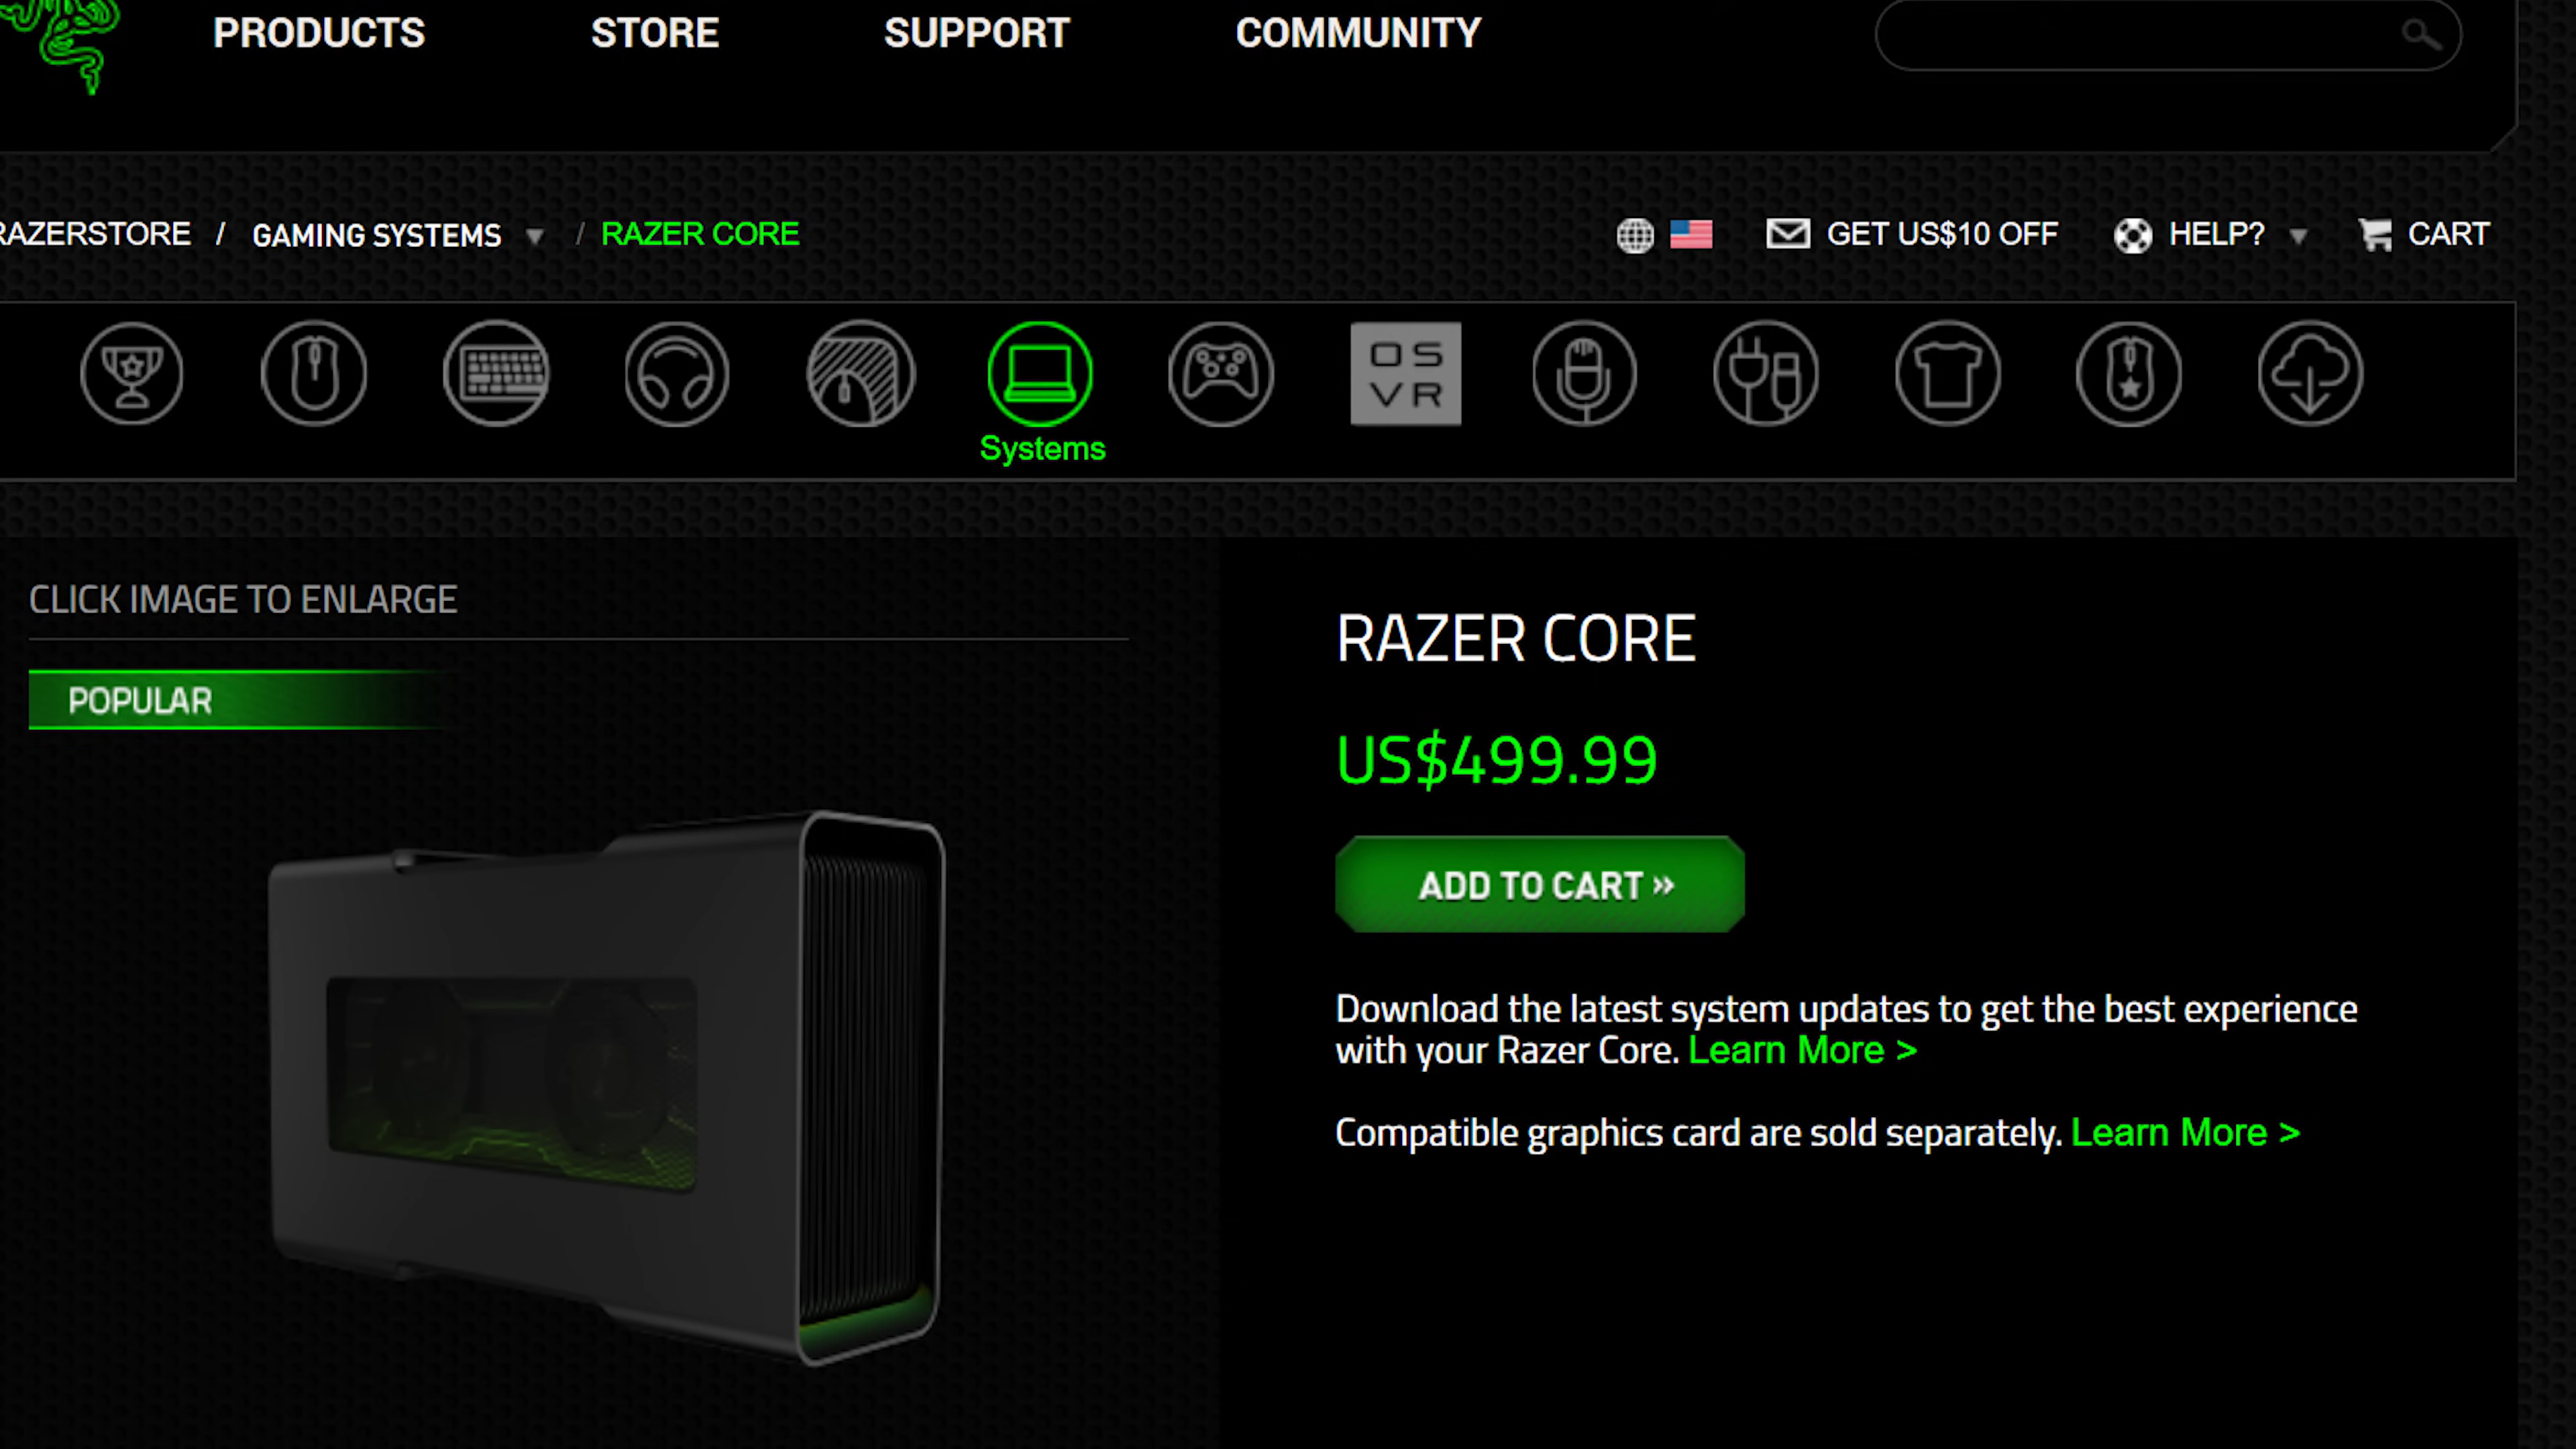 PRODUCTS STORE SUPPORT COMMUNITY
RAZERSTORE / GAMING SYSTEMS / RAZER CORE GET US$10 OFF HELP? CART
OS
VR
Systems
CLICK IMAGE TO ENLARGE
POPULAR
RAZER CORE
US$499.99
ADD TO CART »
Download the latest system updates to get the best experience
with your Razer Core. Learn More >
Compatible graphics card are sold separately. Learn More >